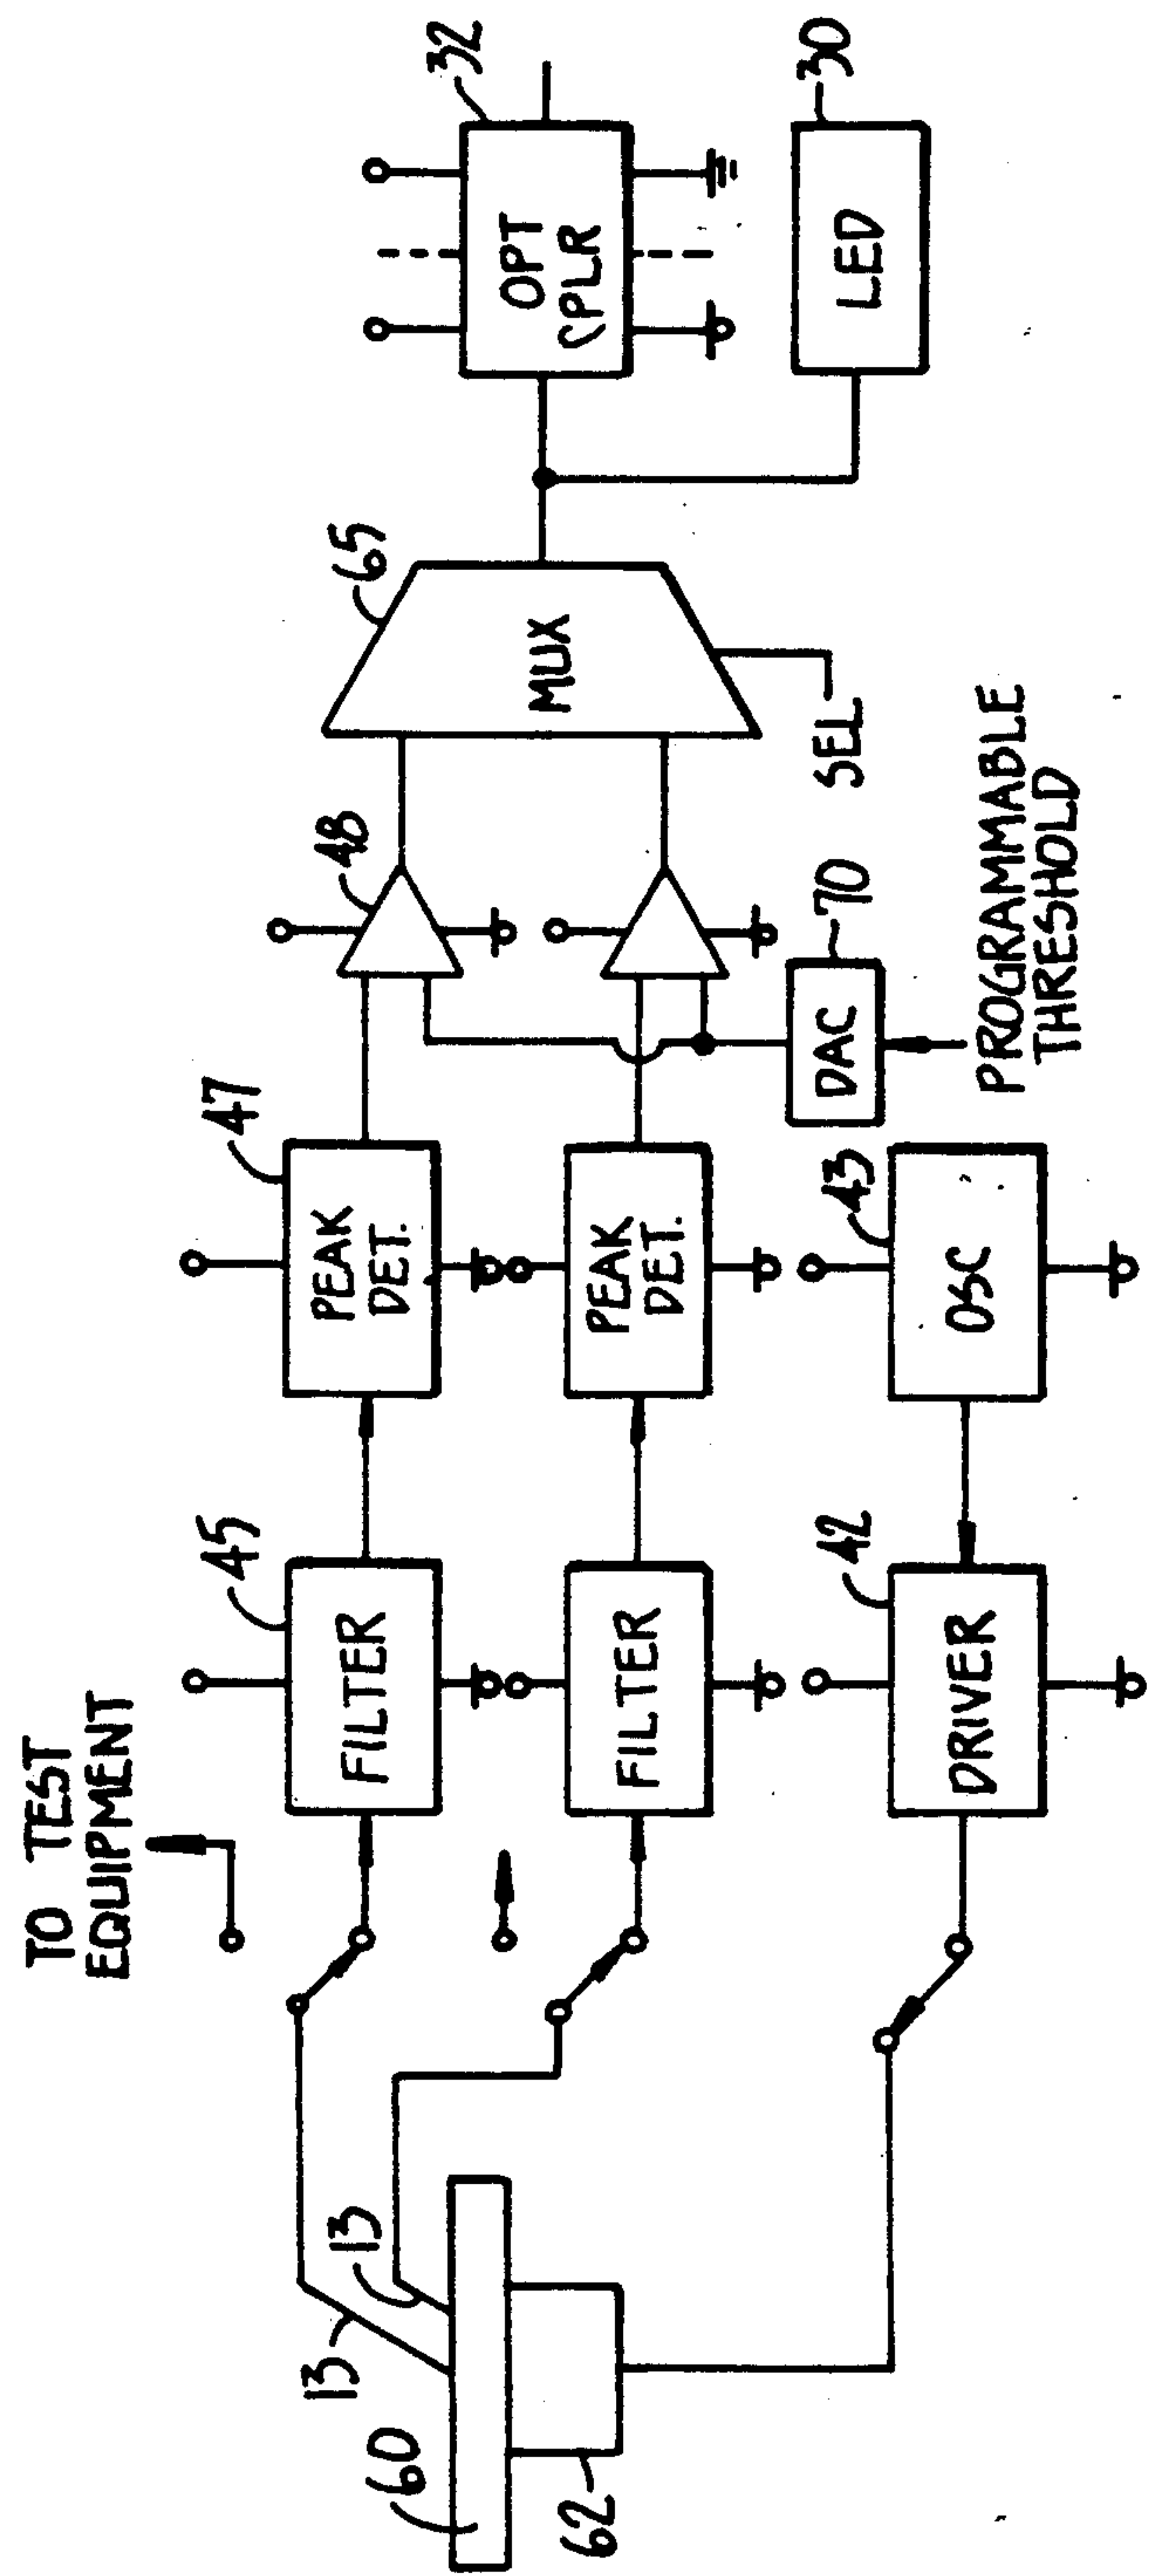 TO TEST
EQUIPMENT
45
47
48
65
32
FILTER
PEAK
DET.
MUX
OPT
CPLR
13
13
60
62
FILTER
PEAK
DET.
SEL
LED
30
42
43
70
DRIVER
OSC
DAC
PROGRAMMABLE
THRESHOLD